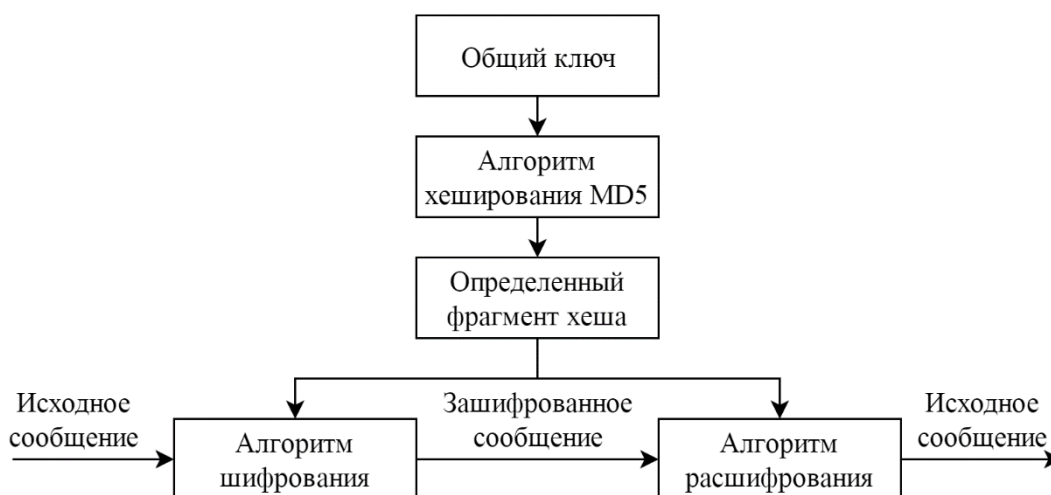 Общий ключ
Алгоритм
хеширования MD5
Определенный
фрагмент хеша
Исходное
сообщение
Алгоритм
шифрования
Зашифрованное
сообщение
Алгоритм
расшифрования
Исходное
сообщение